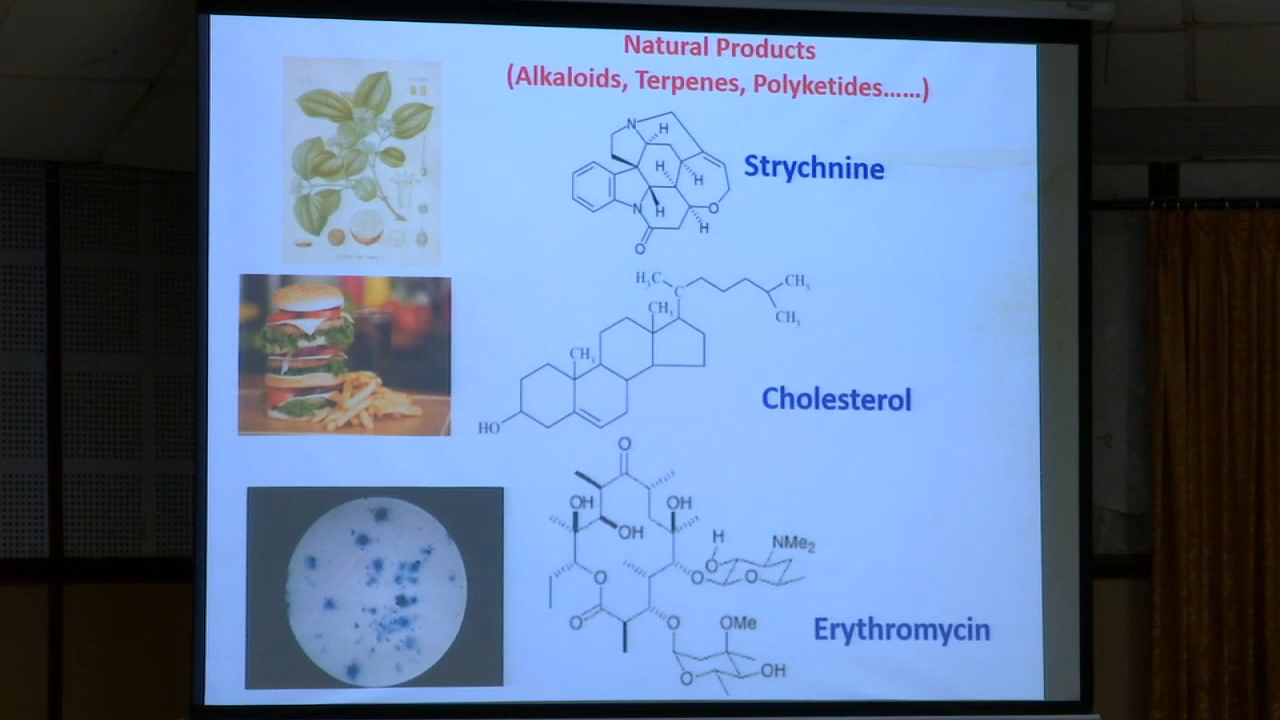 Natural Products
(Alkaloids, Terpenes, Polyketides......)
N
H
H
H
N
H
O
H
O
Strychnine
H₃C
C
CH₃
CH₃
CH₃
CH₃
HO
Cholesterol
O
OH
OH
OH
H
O
NMe₂
O
O
O
O
O
OMe
O
OH
Erythromycin